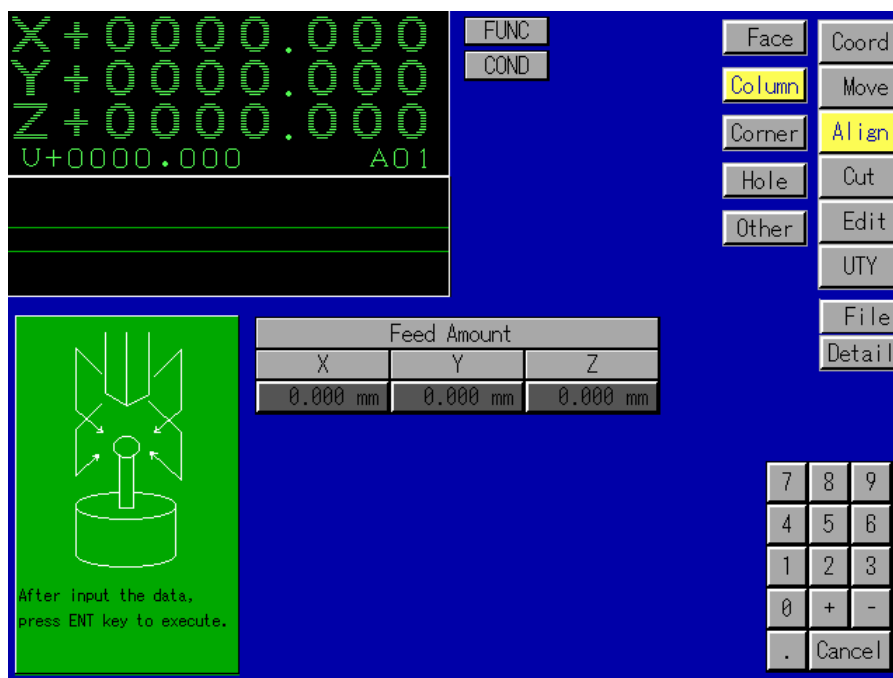 X+0000.000
Y+0000.000
Z+0000.000
U+0000.000 A01
FUNC
COND
Face
Column
Corner
Hole
Other
Coord
Move
Align
Cut
Edit
UTY
File
Detail
Feed Amount
X Y Z
0.000 mm 0.000 mm 0.000 mm
After input the data,
press ENT key to execute.
7 8 9
4 5 6
1 2 3
0 + -
. Cancel